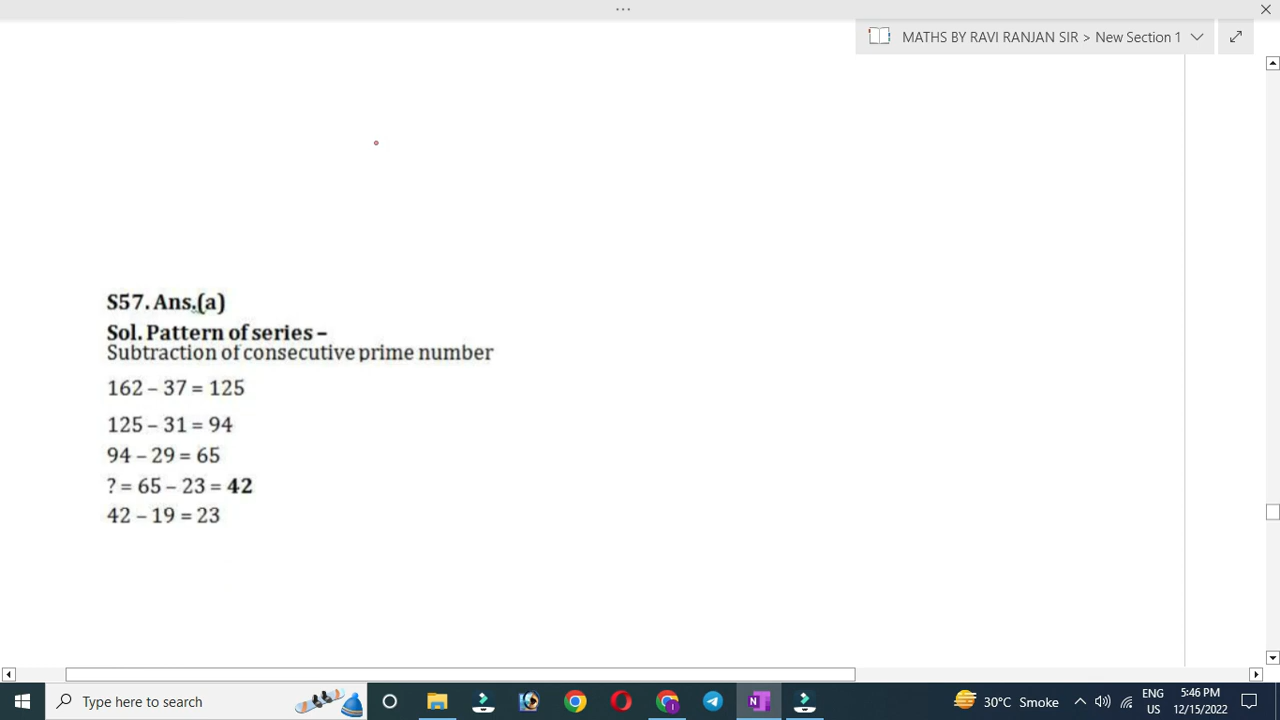 MATHS BY RAVI RANJAN SIR > New Section 1
S57. Ans.(a)
Sol. Pattern of series –
Subtraction of consecutive prime number
162 – 37 = 125
125 – 31 = 94
94 – 29 = 65
? = 65 – 23 = 42
42 – 19 = 23
Type here to search
30°C Smoke
ENG
US
5:46 PM
12/15/2022